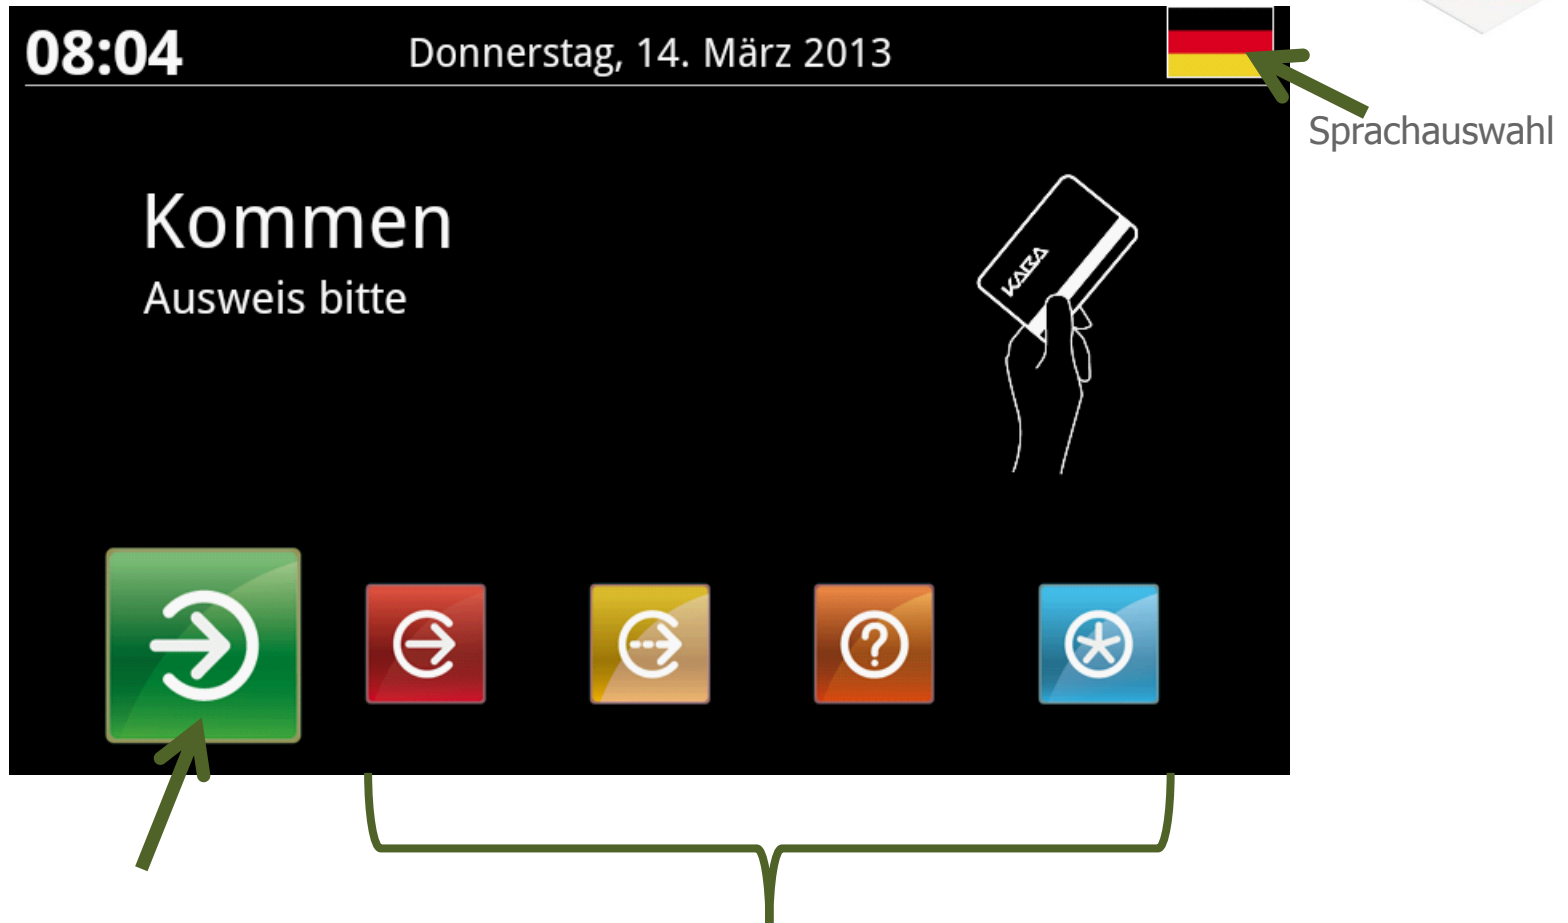 08:04 Donnerstag, 14. März 2013
Sprachauswahl
Kommen
Ausweis bitte
KABA
?